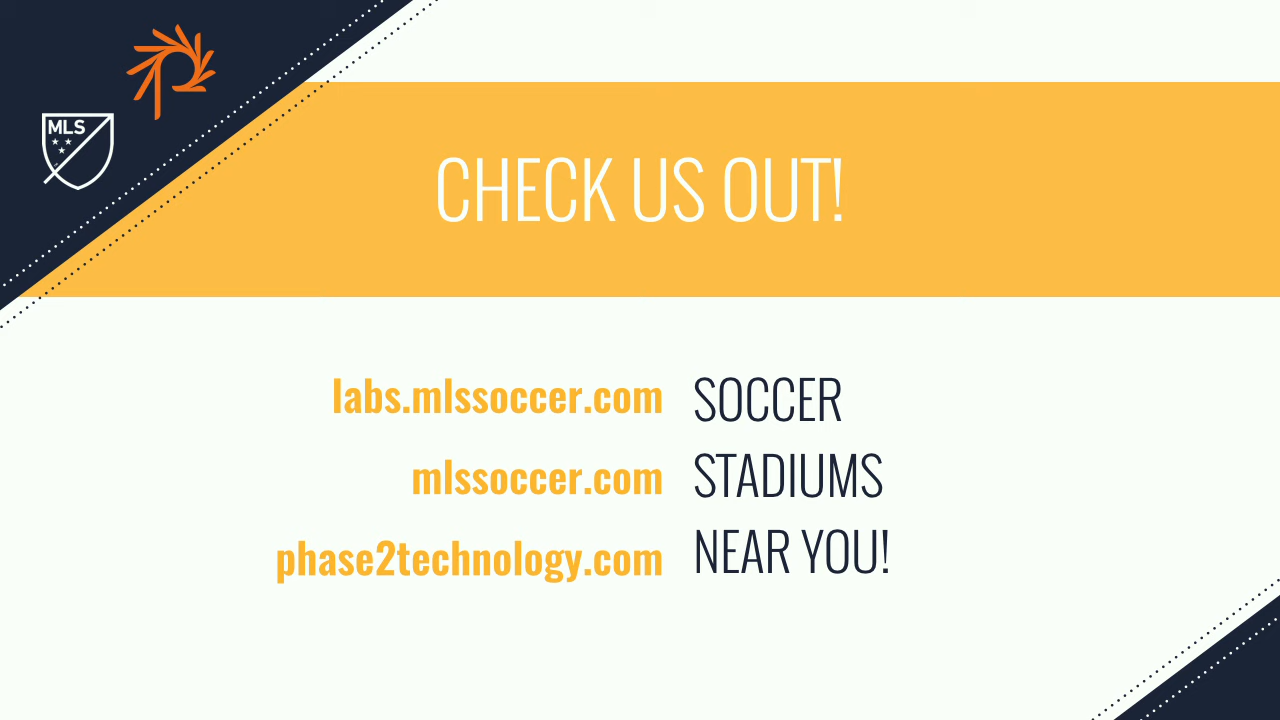 MLS
CHECK US OUT!
labs.mlssoccer.com
mlssoccer.com
phase2technology.com
SOCCER
STADIUMS
NEAR YOU!